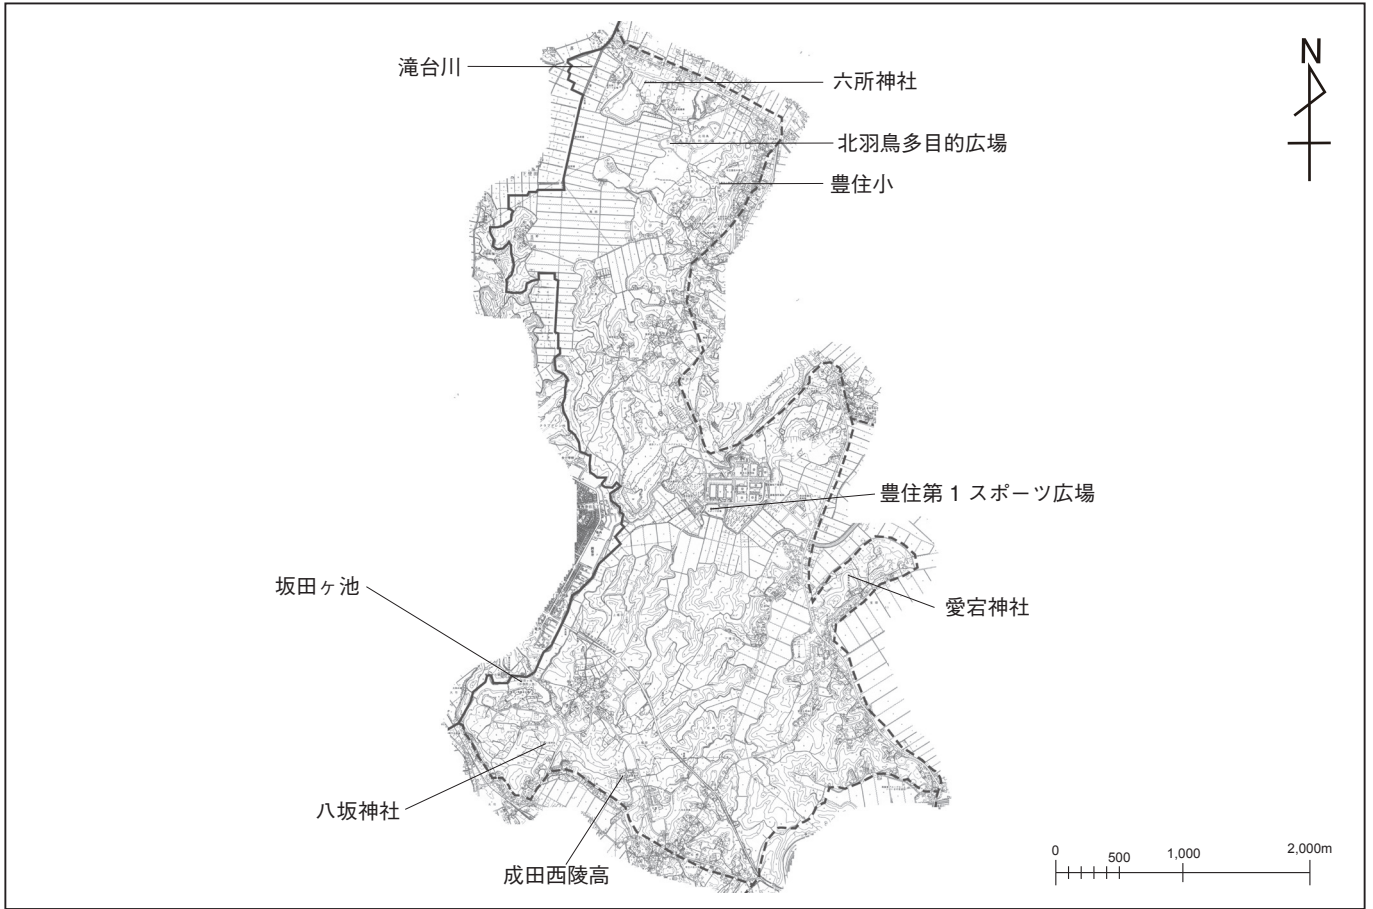 N
滝台川
六所神社
北羽鳥多目的広場
豊住小
豊住第1スポーツ広場
坂田ヶ池
愛宕神社
八坂神社
成田西陵高
0 500 1,000 2,000m